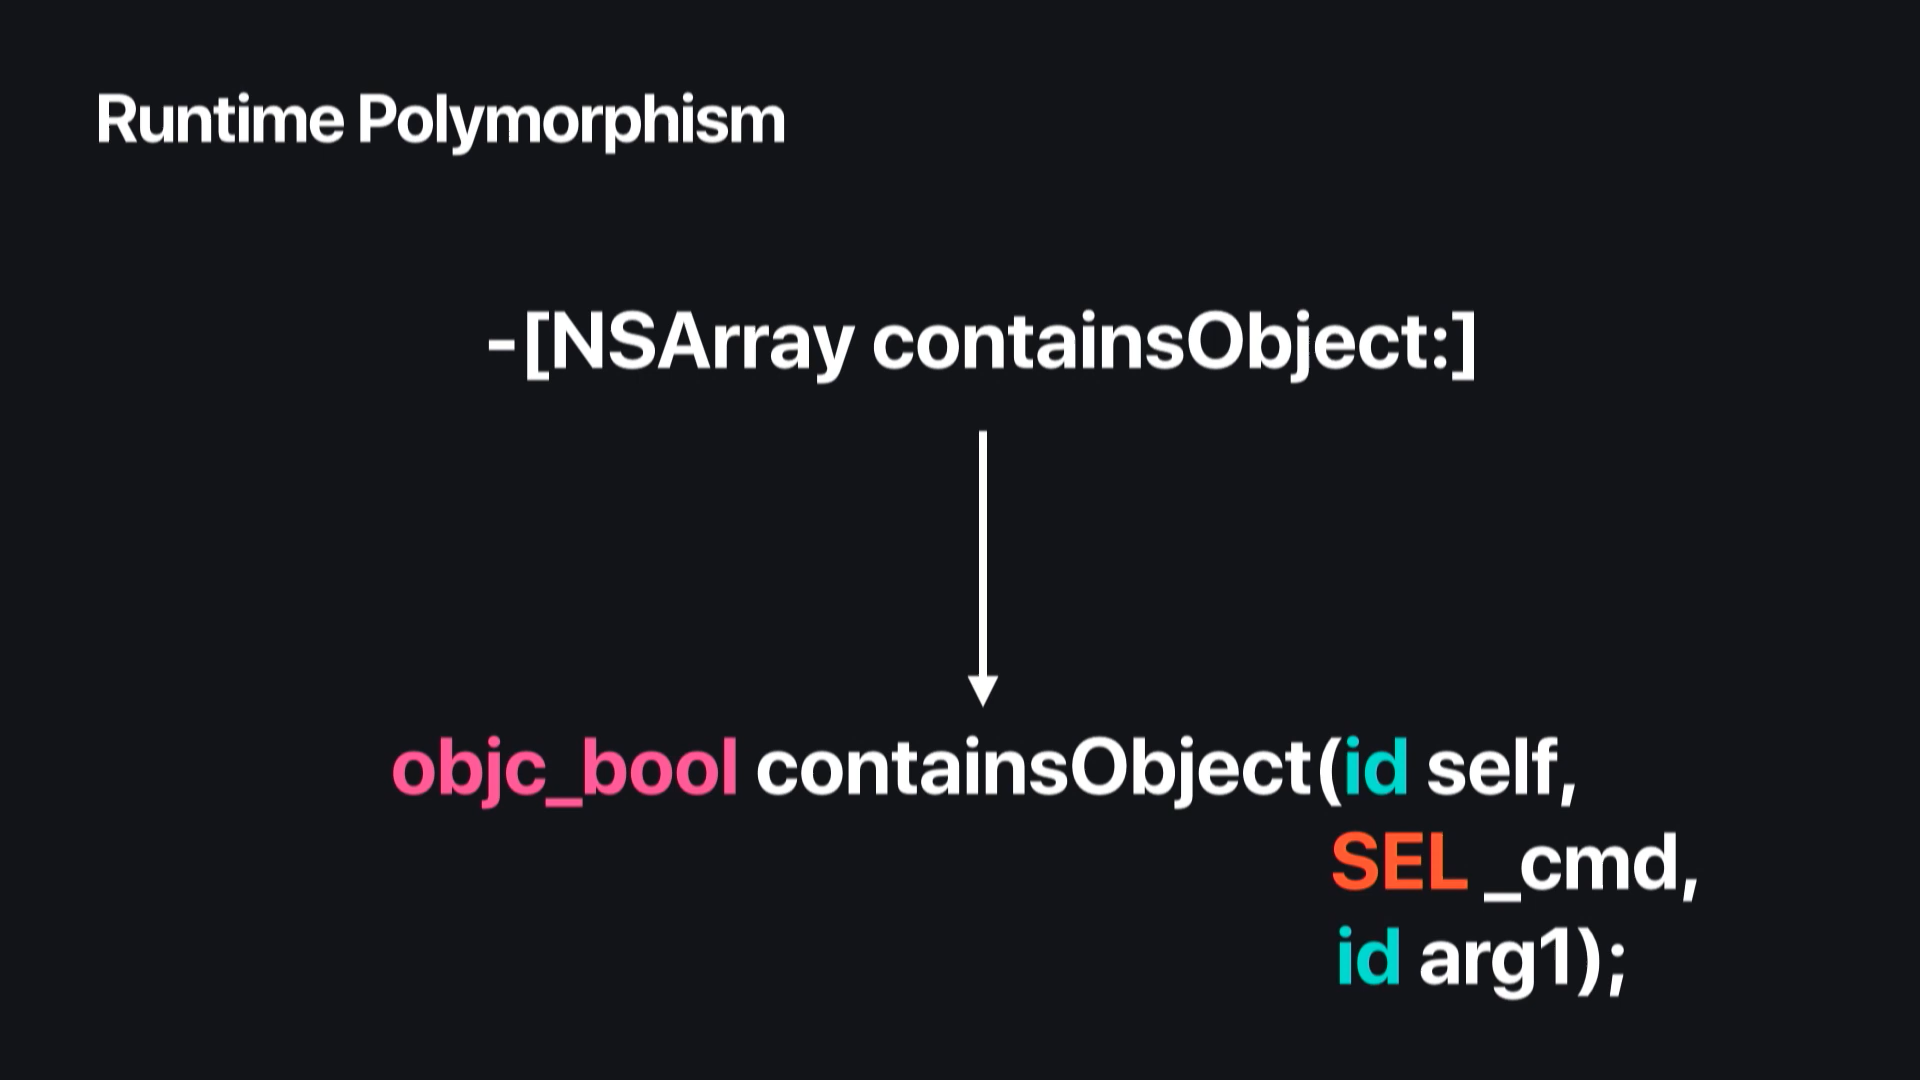 Runtime Polymorphism
-[NSArray containsObject:]
objc_bool containsObject(id self,
SEL _cmd,
id arg1);